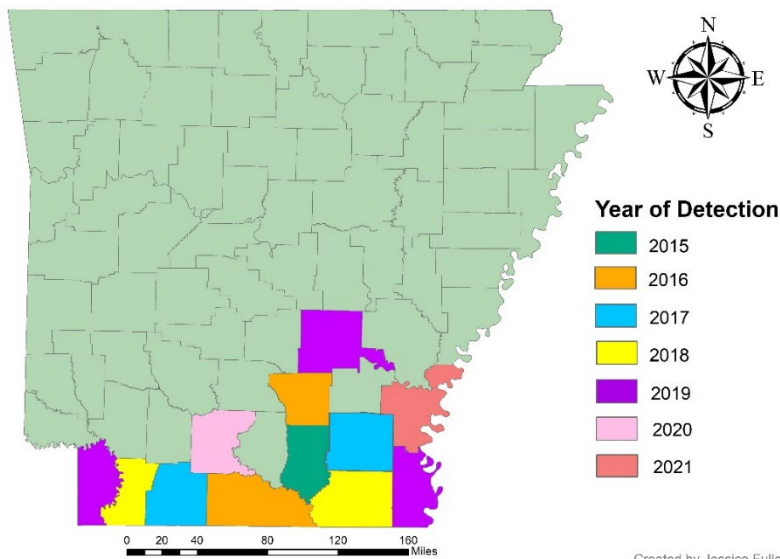 N
W E
S
Year of Detection
2015
2016
2017
2018
2019
2020
2021
0 20 40 80 120 160
Miles
Created by Jessica Fulle